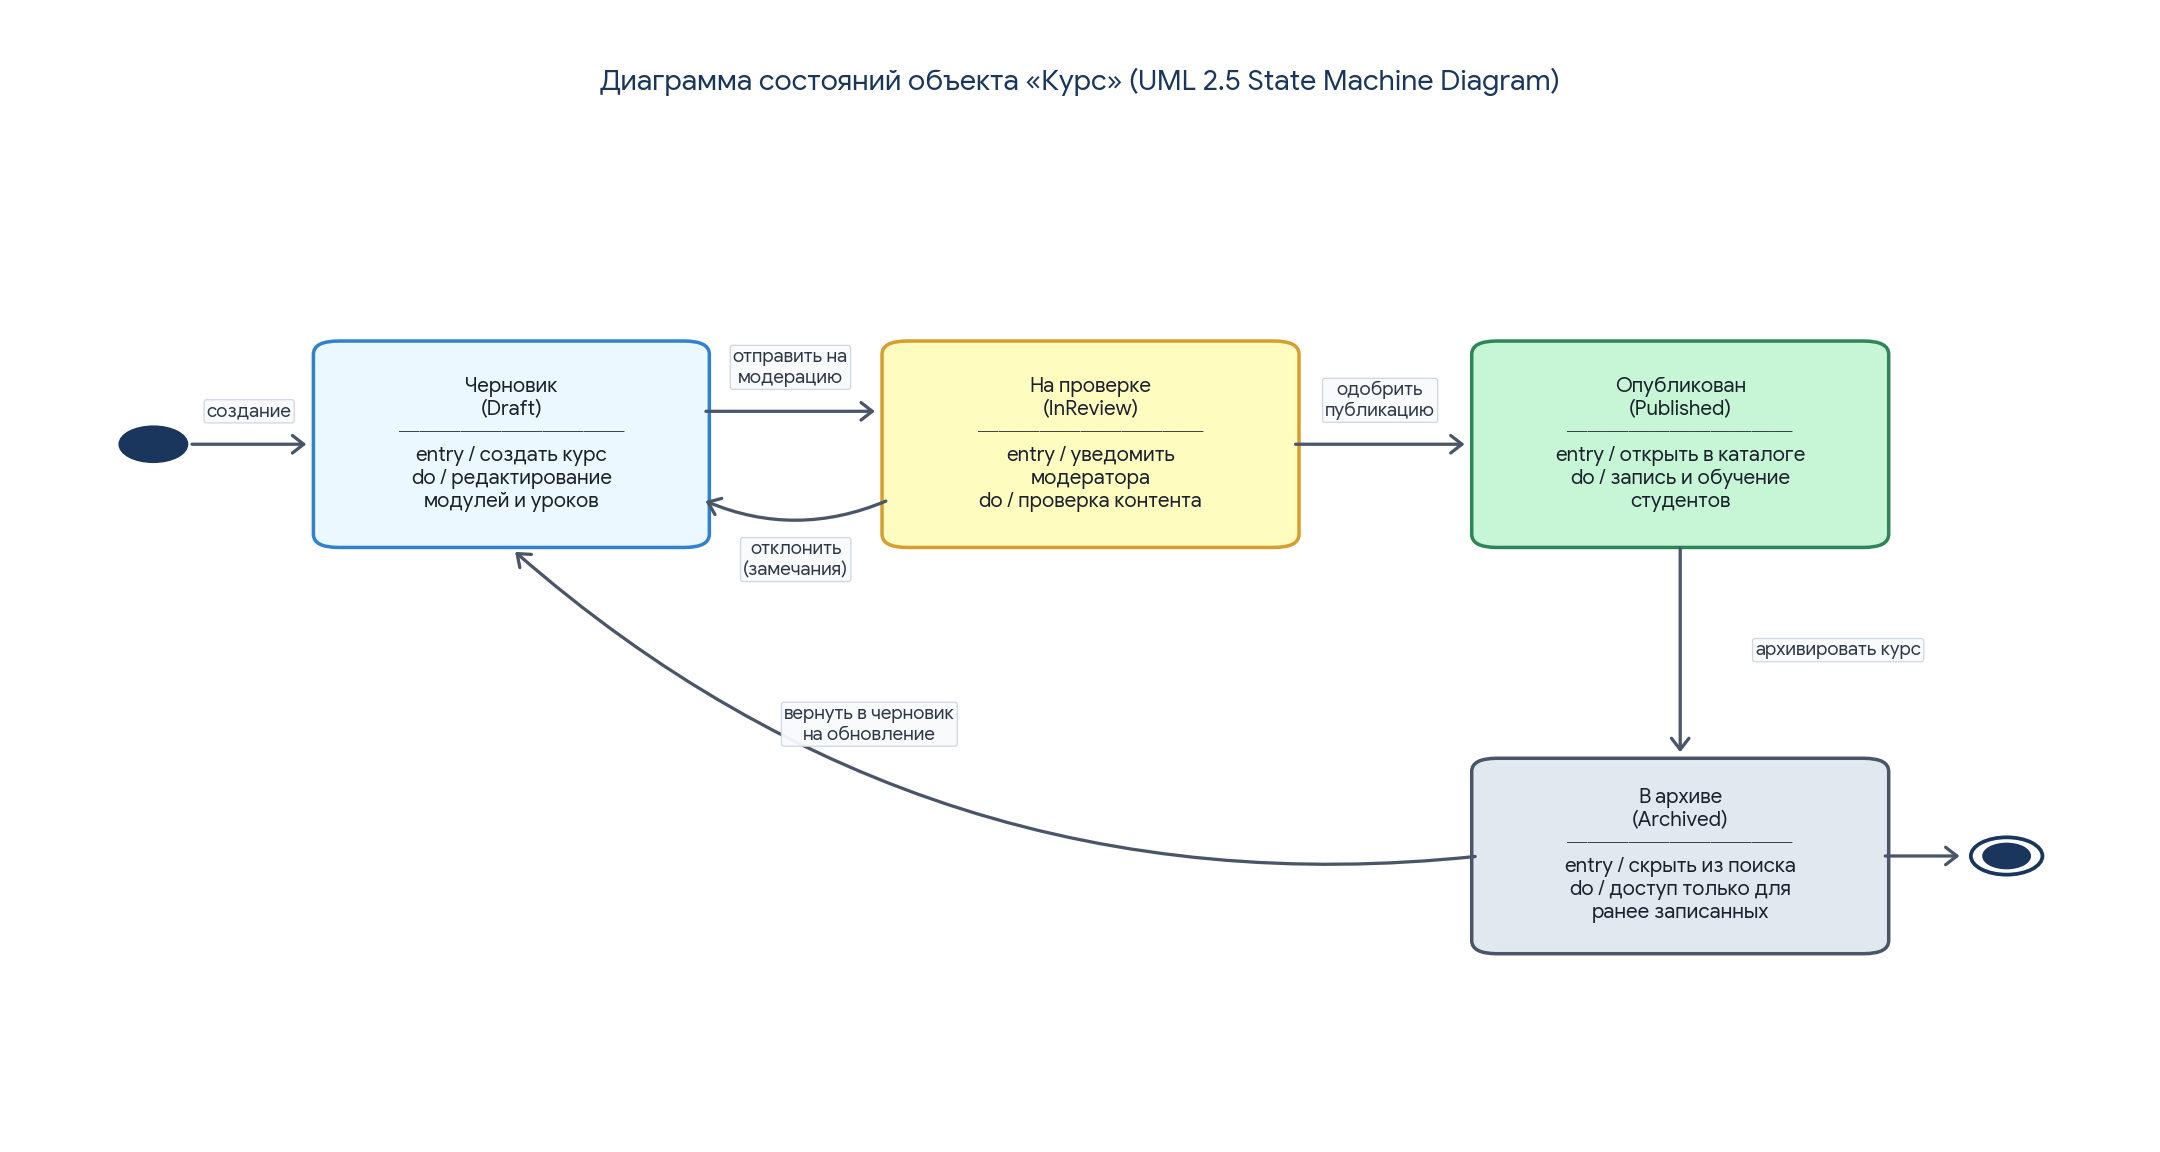 Диаграмма состояний объекта «Курс» (UML 2.5 State Machine Diagram)
создание
Черновик
(Draft)
entry / создать курс
do / редактирование
модулей и уроков
отправить на
модерацию
отклонить
(замечания)
На проверке
(InReview)
entry / уведомить
модератора
do / проверка контента
одобрить
публикацию
Опубликован
(Published)
entry / открыть в каталоге
do / запись и обучение
студентов
архивировать курс
вернуть в черновик
на обновление
В архиве
(Archived)
entry / скрыть из поиска
do / доступ только для
ранее записанных